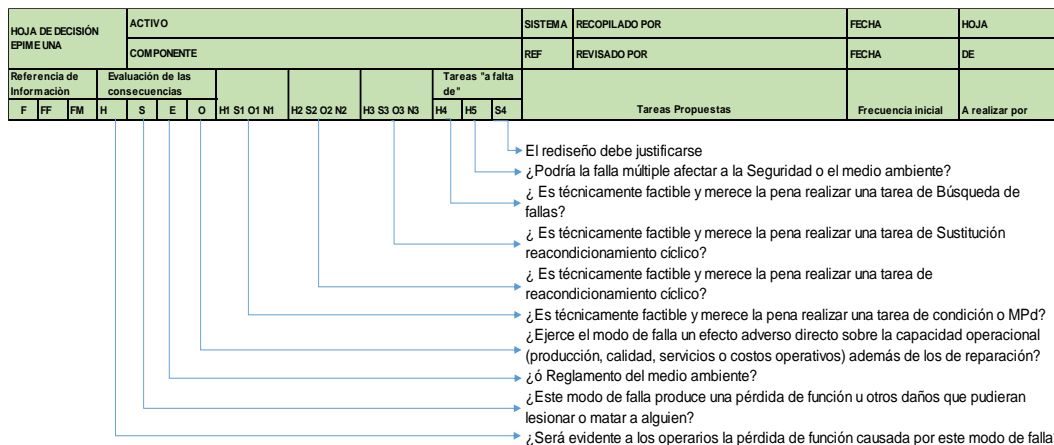 HOJA DE DECISIÓN
EPIME UNA
ACTIVO
SISTEMA
RECOPILADO POR
FECHA
HOJA
COMPONENTE
REF
REVISADO POR
FECHA
DE
Referencia de
Informaciòn
Evaluación de las
consecuencias
Tareas "a falta
de"
F FF FM H S E O H1 S1 O1 N1 H2 S2 O2 N2 H3 S3 O3 N3 H4 H5 S4
Tareas Propuestas
Frecuencia inicial
A realizar por
El rediseño debe justificarse
¿Podría la falla múltiple afectar a la Seguridad o el medio ambiente?
¿ Es técnicamente factible y merece la pena realizar una tarea de Búsqueda de
fallas?
¿ Es técnicamente factible y merece la pena realizar una tarea de Sustitución
reacondicionamiento cíclico?
¿ Es técnicamente factible y merece la pena realizar una tarea de
reacondicionamiento cíclico?
¿Es técnicamente factible y merece la pena realizar una tarea de condición o MPd?
¿Ejerce el modo de falla un efecto adverso directo sobre la capacidad operacional
(producción, calidad, servicios o costos operativos) además de los de reparación?
¿ó Reglamento del medio ambiente?
¿Este modo de falla produce una pérdida de función u otros daños que pudieran
lesionar o matar a alguien?
¿Será evidente a los operarios la pérdida de función causada por este modo de falla